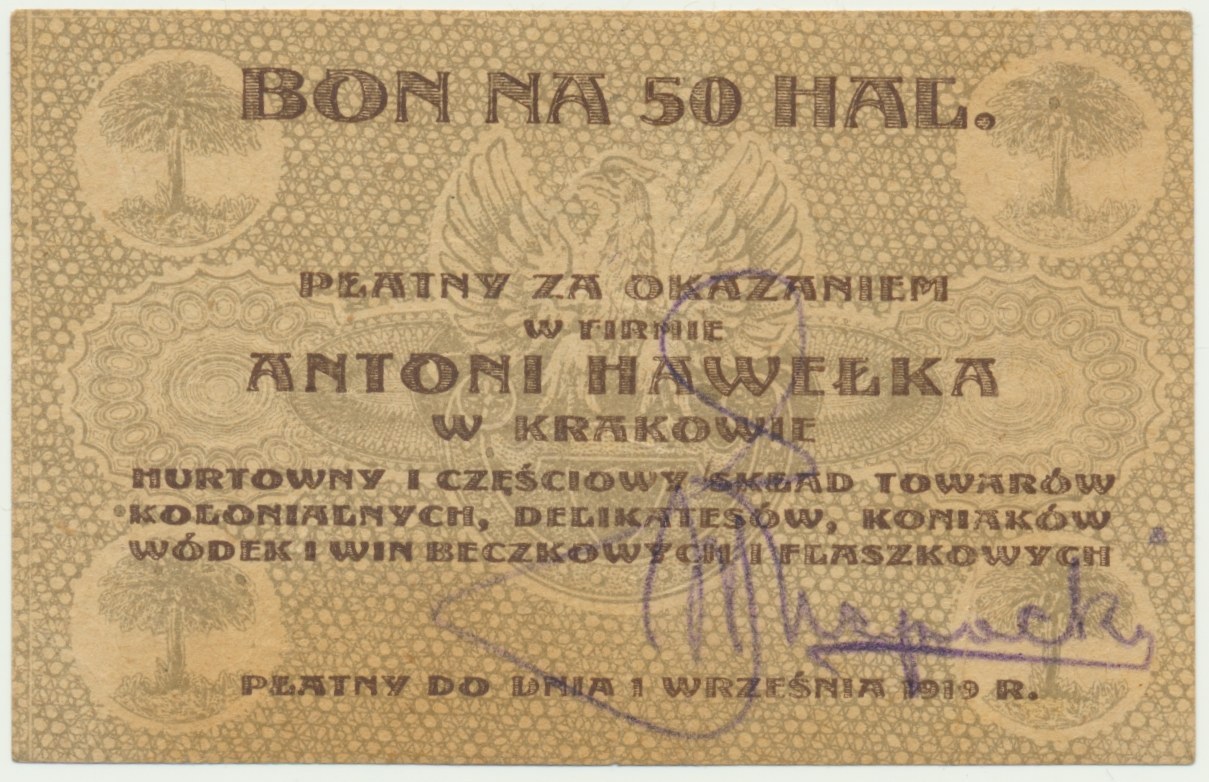 BON NA 50 HAL.
PŁATNY ZA OKAZANIEM
W FIRMIE
ANTONI HAWEŁKA
W KRAKOWIE
HURTOWNY I CZĘŚCIOWY SKŁAD TOWARÓW
KOLONIALNYCH, DELIKATESÓW, KONIAKÓW
WÓDEK I WIN BECZKOWYCH I FLASZKOWYCH
PŁATNY DO DNIA 1 WRZEŚNIA 1919 R.